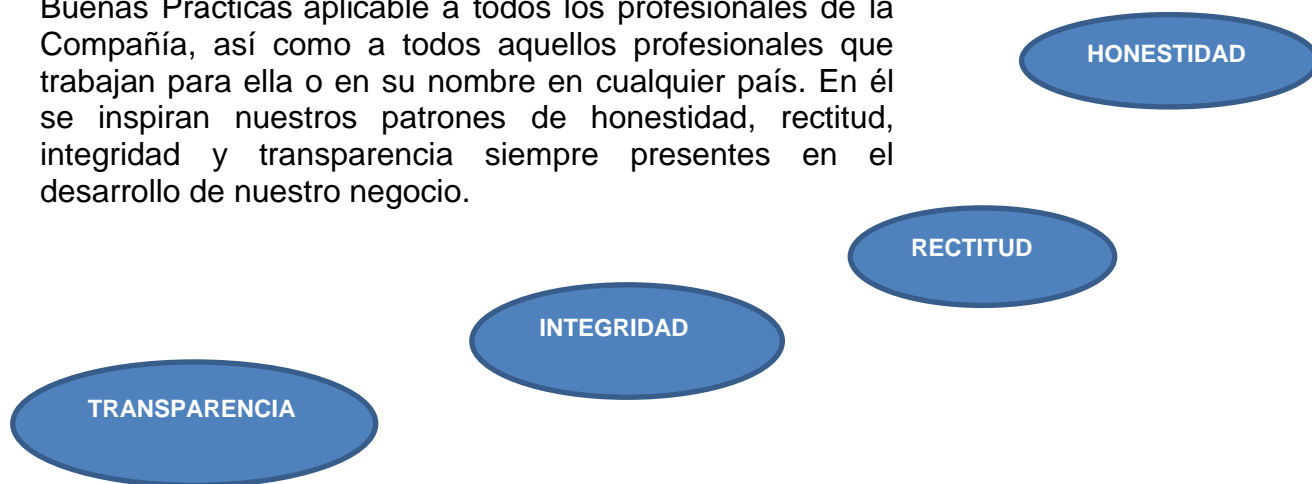 Buenas Prácticas aplicable a todos los profesionales de la
Compañía, así como a todos aquellos profesionales que
trabajan para ella o en su nombre en cualquier país. En él
se inspiran nuestros patrones de honestidad, rectitud,
integridad y transparencia siempre presentes en el
desarrollo de nuestro negocio.
HONESTIDAD
RECTITUD
INTEGRIDAD
TRANSPARENCIA